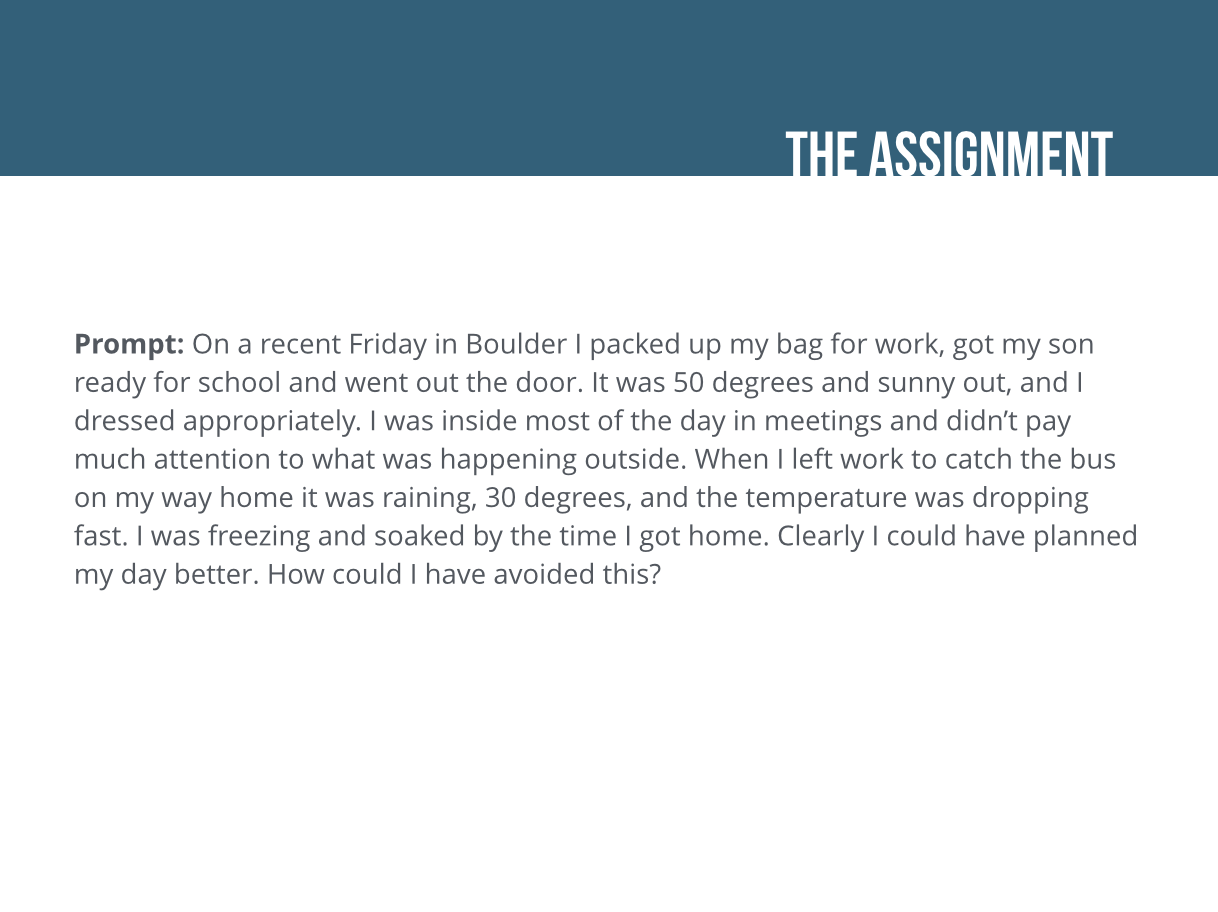 THE ASSIGNMENT
Prompt: On a recent Friday in Boulder I packed up my bag for work, got my son
ready for school and went out the door. It was 50 degrees and sunny out, and I
dressed appropriately. I was inside most of the day in meetings and didn’t pay
much attention to what was happening outside. When I left work to catch the bus
on my way home it was raining, 30 degrees, and the temperature was dropping
fast. I was freezing and soaked by the time I got home. Clearly I could have planned
my day better. How could I have avoided this?